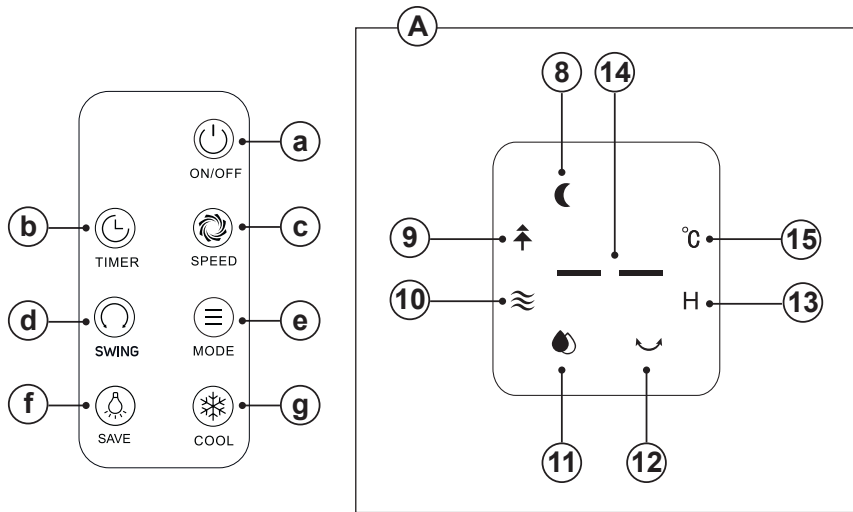 A
8 14
a
ON/OFF
b c
TIMER SPEED
9 ℃ 15
10 H 13
d e
SWING MODE
f g
SAVE COOL
11 12